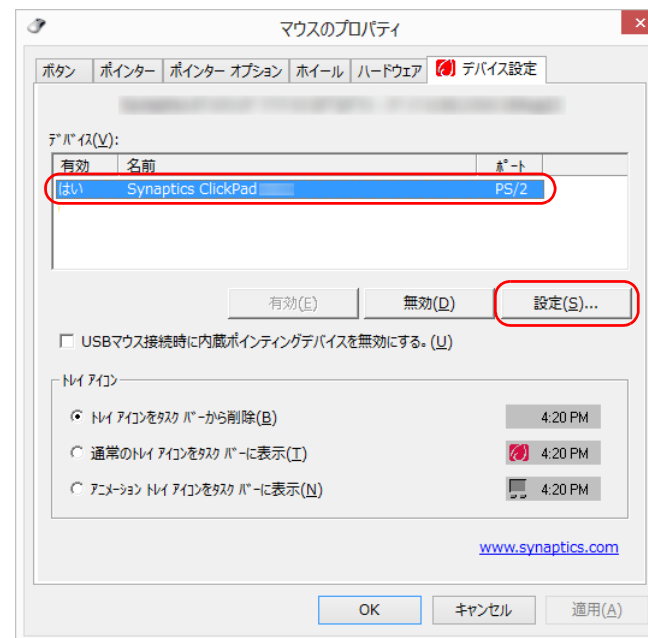 マウスのプロパティ
ボタン ポインター ポインター オプション ホイール ハードウェア デバイス設定
ﾃﾞﾊﾞｲｽ(V):
有効 名前 ﾎﾟｰﾄ
はい Synaptics ClickPad PS/2
有効(E) 無効(D) 設定(S)...
USBマウス接続時に内蔵ポインティングデバイスを無効にする。(U)
ﾄﾚｲ ｱｲｺﾝ
ﾄﾚｲ ｱｲｺﾝをﾀｽｸ ﾊﾞｰから削除(B) 4:20 PM
通常のﾄﾚｲ ｱｲｺﾝをﾀｽｸ ﾊﾞｰに表示(T) 4:20 PM
ｱﾆﾒｰｼｮﾝ ﾄﾚｲ ｱｲｺﾝをﾀｽｸ ﾊﾞｰに表示(N) 4:20 PM
www.synaptics.com
OK キャンセル 適用(A)